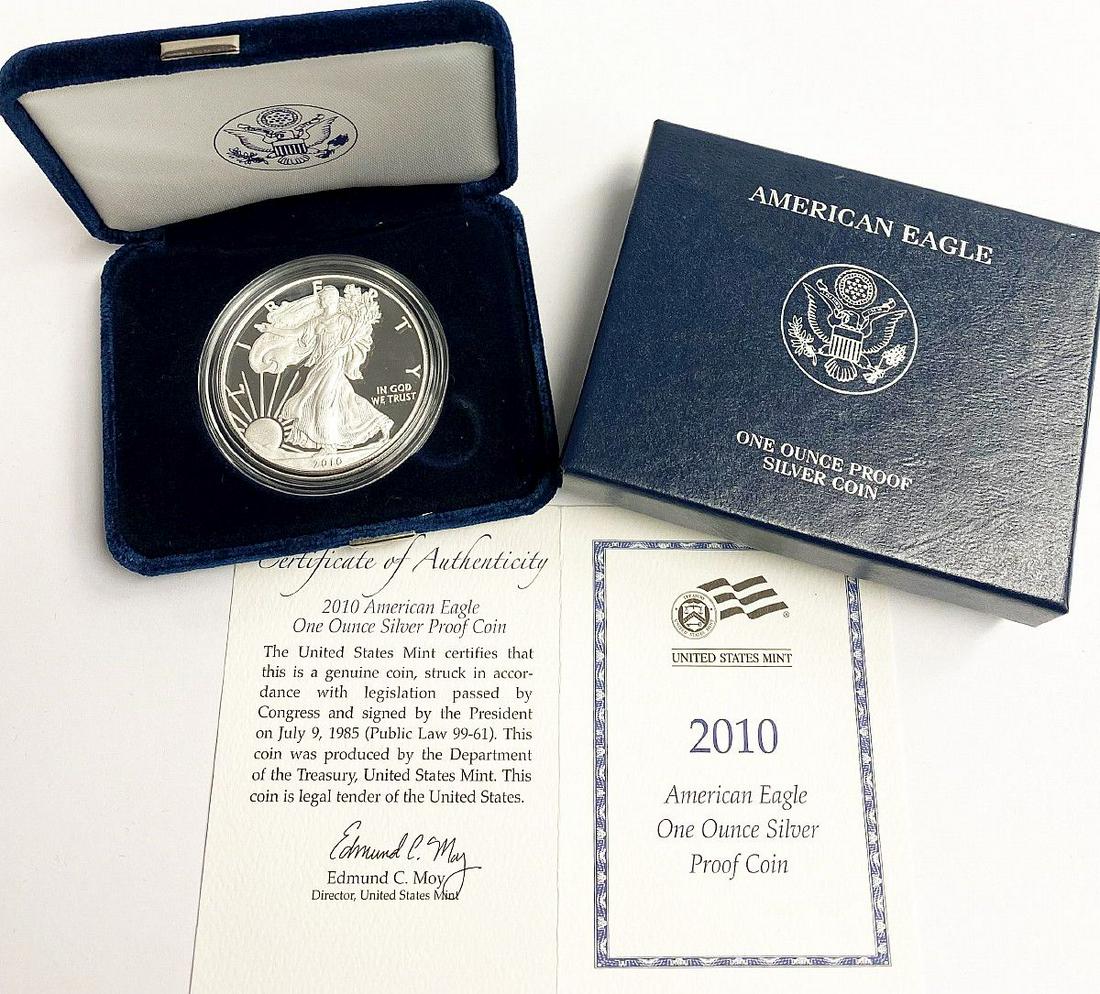 LIBERTY
IN GOD
WE TRUST
2010
AMERICAN EAGLE
ONE OUNCE PROOF
SILVER COIN
Certificate of Authenticity
2010 American Eagle
One Ounce Silver Proof Coin
The United States Mint certifies that
this is a genuine coin, struck in accor-
dance with legislation passed by
Congress and signed by the President
on July 9, 1985 (Public Law 99-61). This
coin was produced by the Department
of the Treasury, United States Mint. This
coin is legal tender of the United States.
Edmund C. Moy
Edmund C. Moy
Director, United States Mint
UNITED STATES MINT
2010
American Eagle
One Ounce Silver
Proof Coin